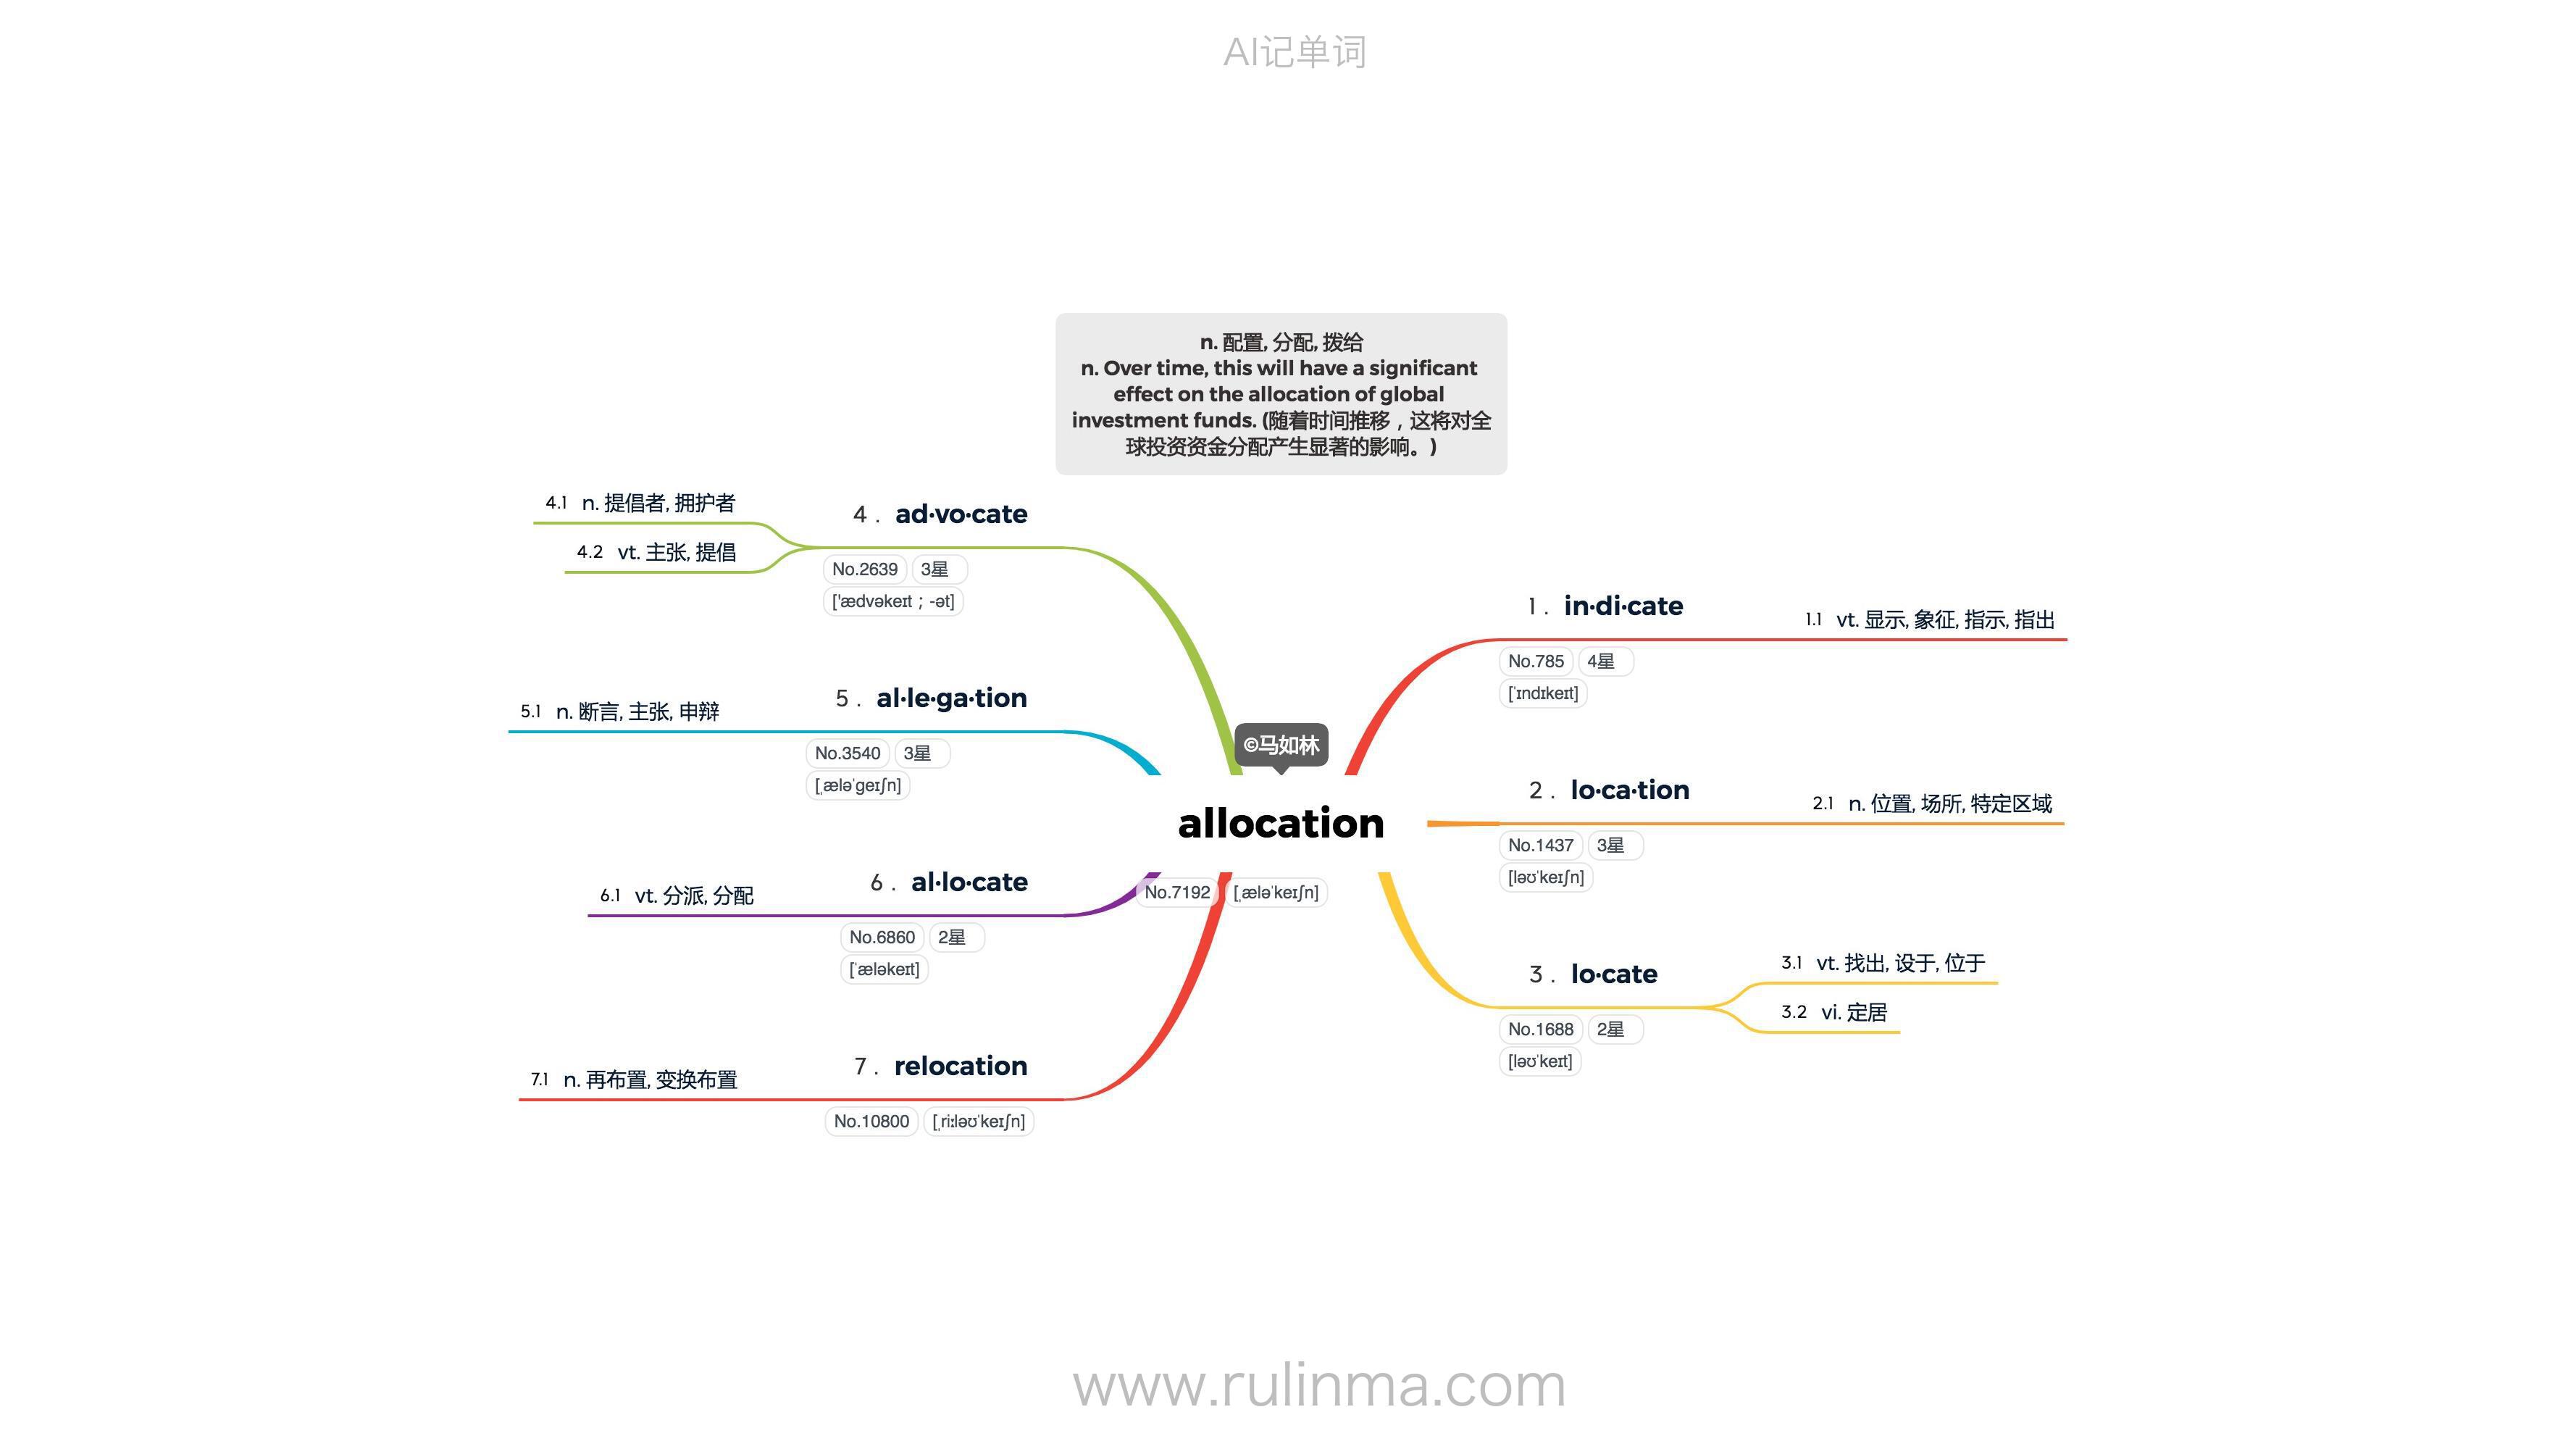 AI记单词
n. 配置, 分配, 拨给
n. Over time, this will have a significant
effect on the allocation of global
investment funds. (随着时间推移，这将对全
球投资资金分配产生显著的影响。)
©马如林
allocation
No.7192 [ˌæləˈkeɪʃn]
1. in·di·cate
No.785 4星
[ˈɪndɪkeɪt]
1.1 vt. 显示, 象征, 指示, 指出
2. lo·ca·tion
No.1437 3星
[ləʊˈkeɪʃn]
2.1 n. 位置, 场所, 特定区域
3. lo·cate
No.1688 2星
[ləʊˈkeɪt]
3.1 vt. 找出, 设于, 位于
3.2 vi. 定居
4. ad·vo·cate
No.2639 3星
['ædvəkeɪt；-ət]
4.1 n. 提倡者, 拥护者
4.2 vt. 主张, 提倡
5. al·le·ga·tion
No.3540 3星
[ˌæləˈɡeɪʃn]
5.1 n. 断言, 主张, 申辩
6. al·lo·cate
No.6860 2星
[ˈæləkeɪt]
6.1 vt. 分派, 分配
7. relocation
No.10800 [ˌriːləʊˈkeɪʃn]
7.1 n. 再布置, 变换布置
www.rulinma.com